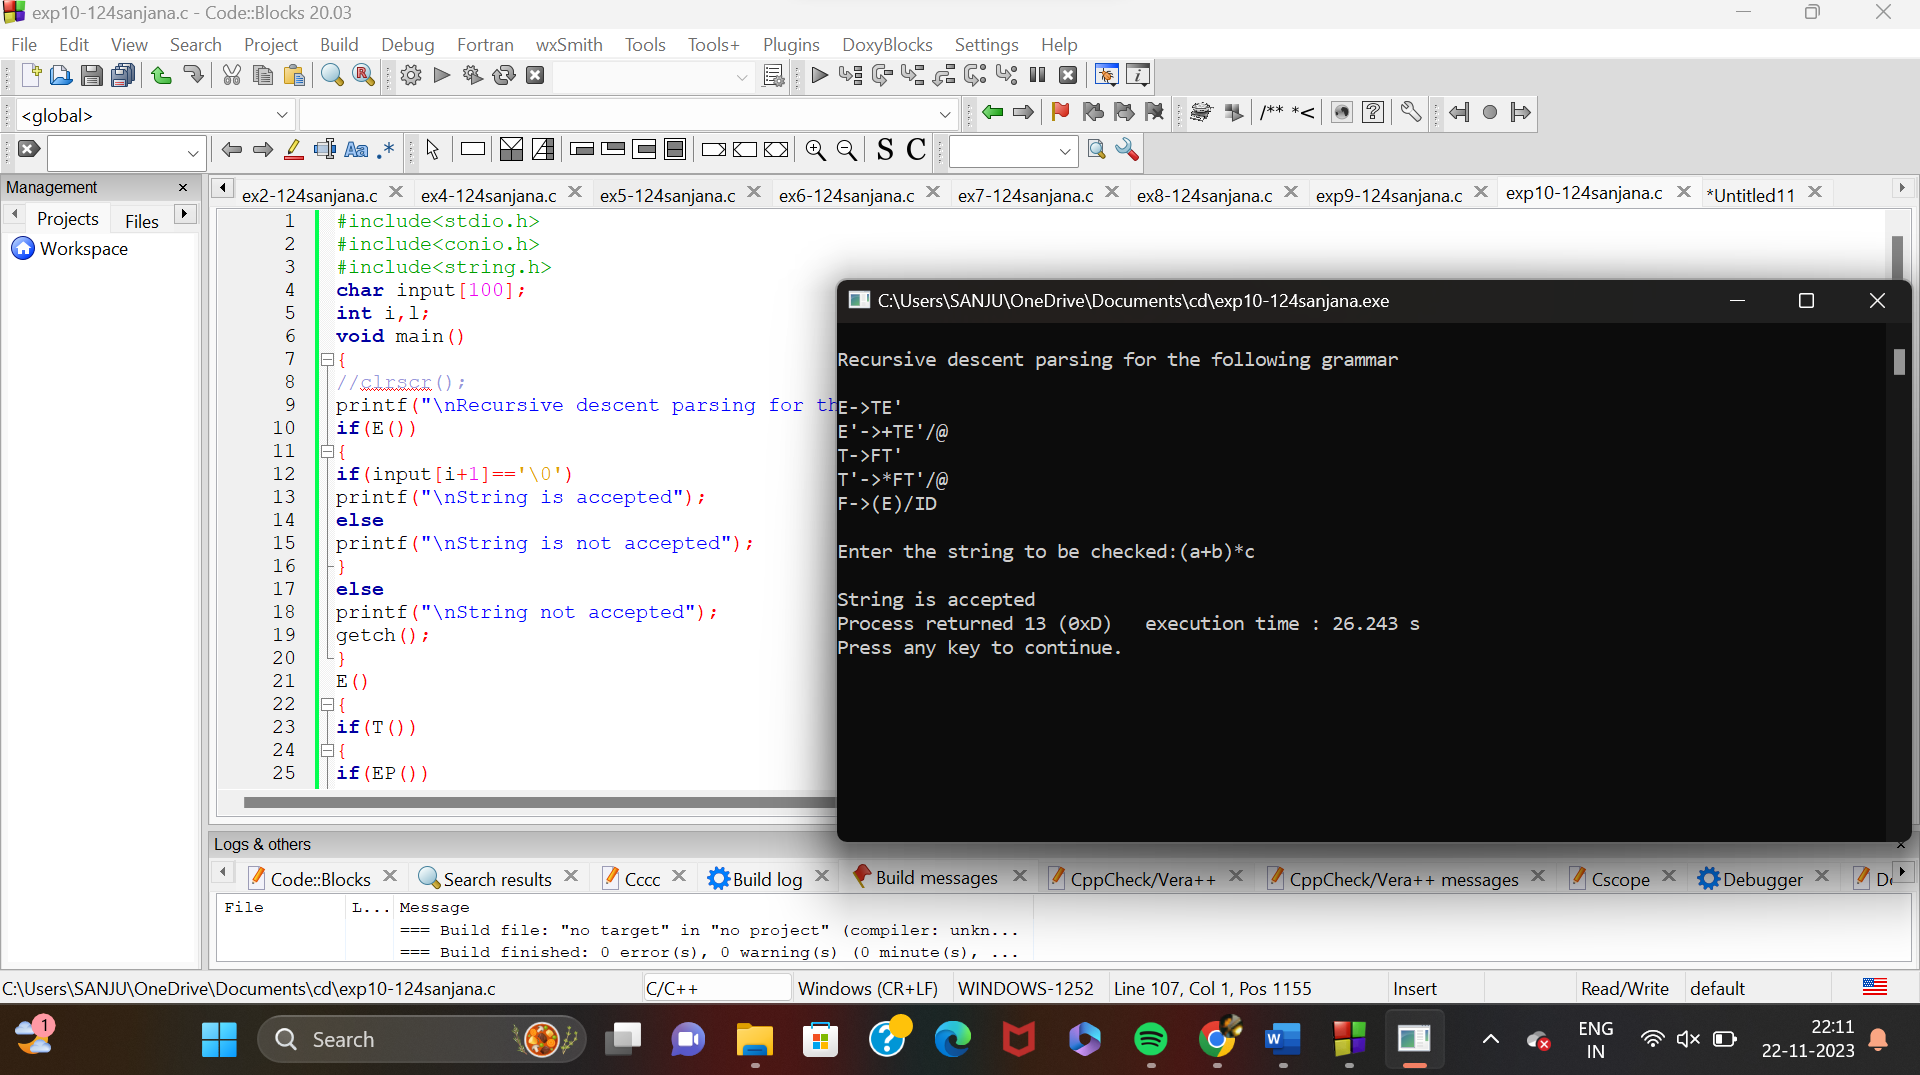 exp10-124sanjana.c - Code::Blocks 20.03
File Edit View Search Project Build Debug Fortran wxSmith Tools Tools+ Plugins DoxyBlocks Settings Help
<global>
/** *<
S C
Management
Projects Files
Workspace
ex2-124sanjana.c ex4-124sanjana.c ex5-124sanjana.c ex6-124sanjana.c ex7-124sanjana.c ex8-124sanjana.c exp9-124sanjana.c exp10-124sanjana.c *Untitled11
1 #include<stdio.h>
2 #include<conio.h>
3 #include<string.h>
4 char input[100];
5 int i,l;
6 void main()
7 {
8 //clrscr();
9 printf("\nRecursive descent parsing for th
10 if(E())
11 {
12 if(input[i+1]=='\0')
13 printf("\nString is accepted");
14 else
15 printf("\nString is not accepted");
16 }
17 else
18 printf("\nString not accepted");
19 getch();
20 }
21 E()
22 {
23 if(T())
24 {
25 if(EP())
C:\Users\SANJU\OneDrive\Documents\cd\exp10-124sanjana.exe
Recursive descent parsing for the following grammar
E->TE'
E'->+TE'/@
T->FT'
T'->*FT'/@
F->(E)/ID
Enter the string to be checked:(a+b)*c
String is accepted
Process returned 13 (0xD)   execution time : 26.243 s
Press any key to continue.
Logs & others
Code::Blocks Search results Cccc Build log Build messages CppCheck/Vera++ CppCheck/Vera++ messages Cscope Debugger
File L... Message
=== Build file: "no target" in "no project" (compiler: unkn...
=== Build finished: 0 error(s), 0 warning(s) (0 minute(s), ...
C:\Users\SANJU\OneDrive\Documents\cd\exp10-124sanjana.c C/C++ Windows (CR+LF) WINDOWS-1252 Line 107, Col 1, Pos 1155 Insert Read/Write default
1
Search
ENG
IN
22:11
22-11-2023